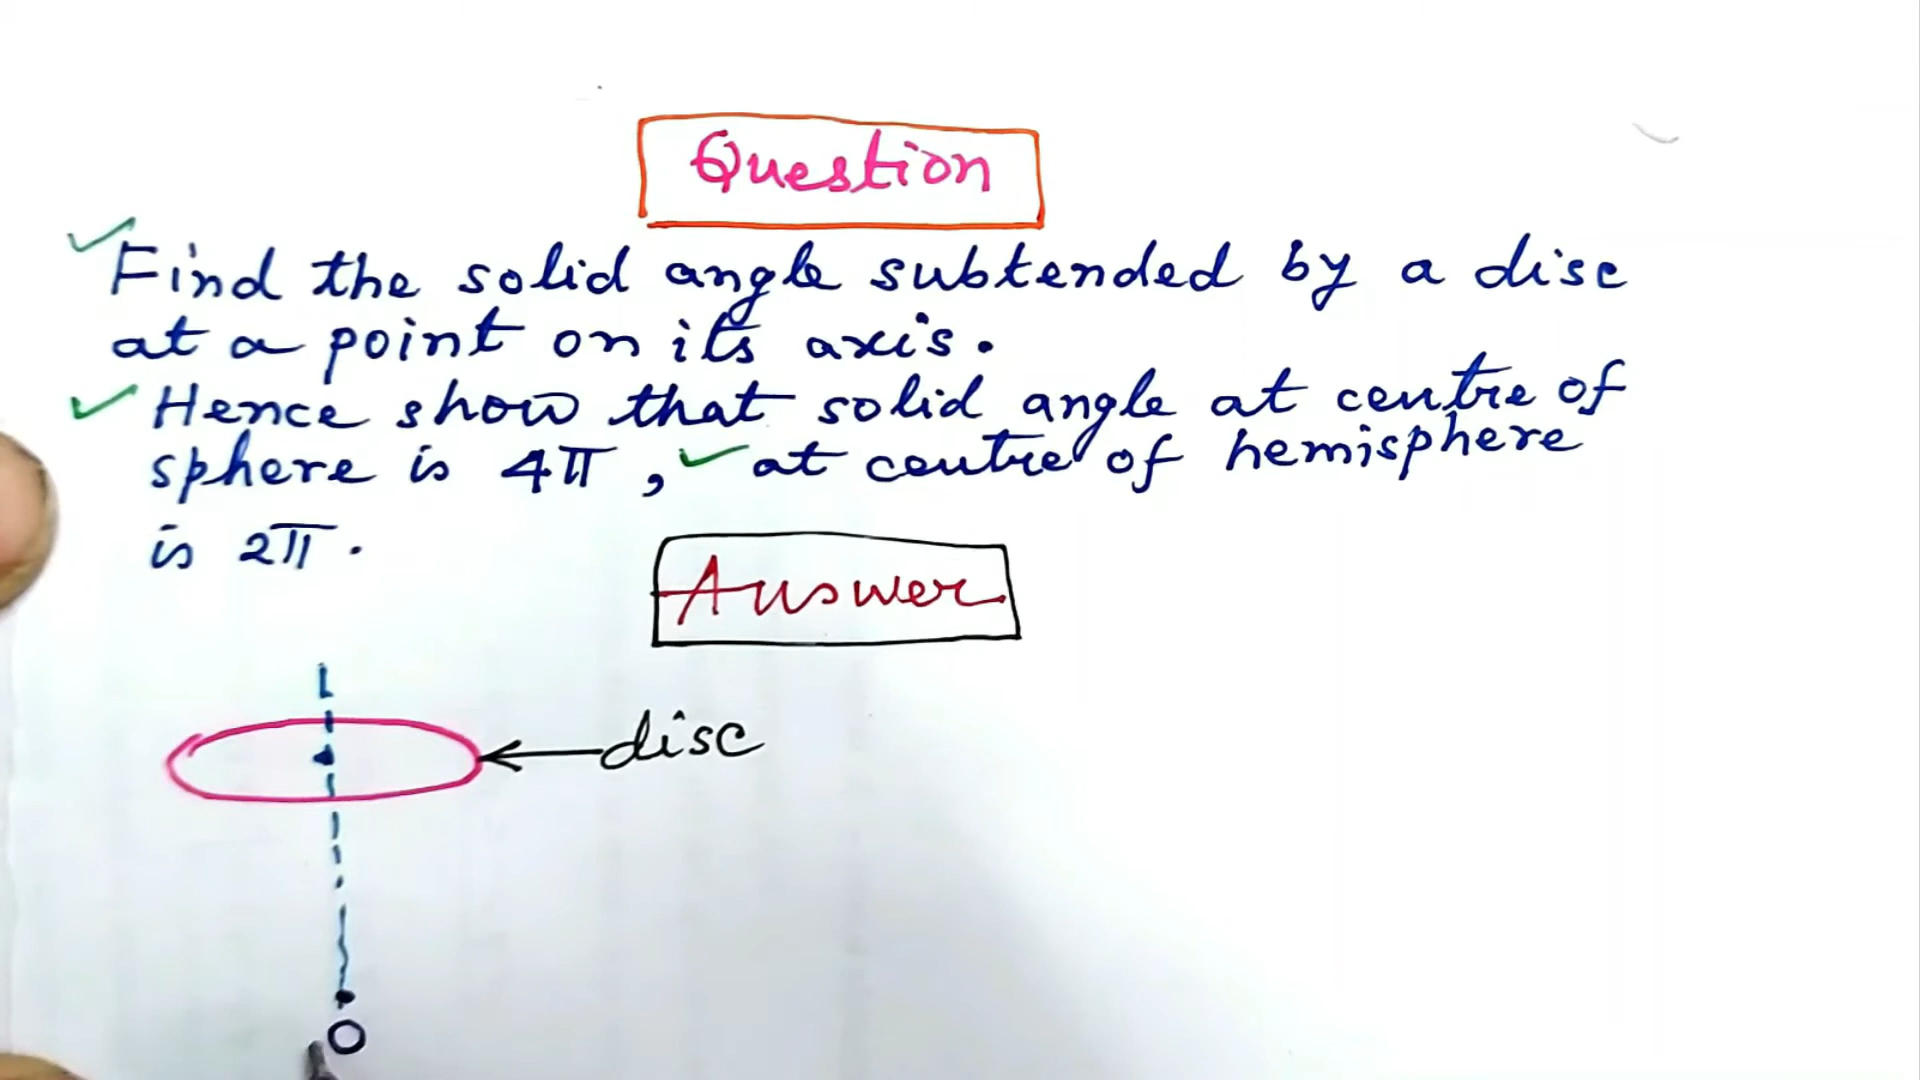 Question
Find the solid angle subtended by a disc
at a point on its axis.
Hence show that solid angle at centre of
sphere is 4π, at centre of hemisphere
is 2π.
Answer
disc
O